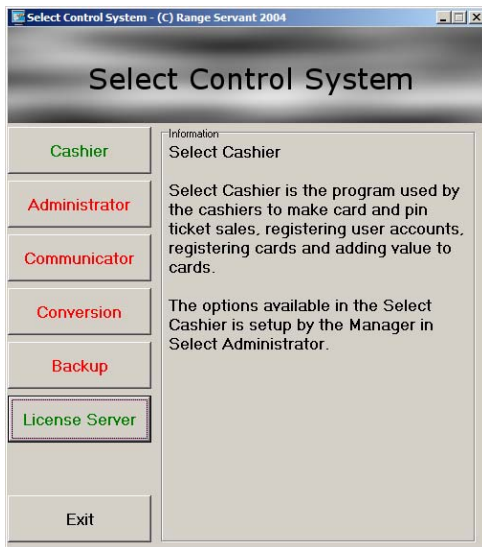 Select Control System - (C) Range Servant 2004
Select Control System
Cashier
Administrator
Communicator
Conversion
Backup
License Server
Exit
Information
Select Cashier
Select Cashier is the program used by
the cashiers to make card and pin
ticket sales, registering user accounts,
registering cards and adding value to
cards.
The options available in the Select
Cashier is setup by the Manager in
Select Administrator.